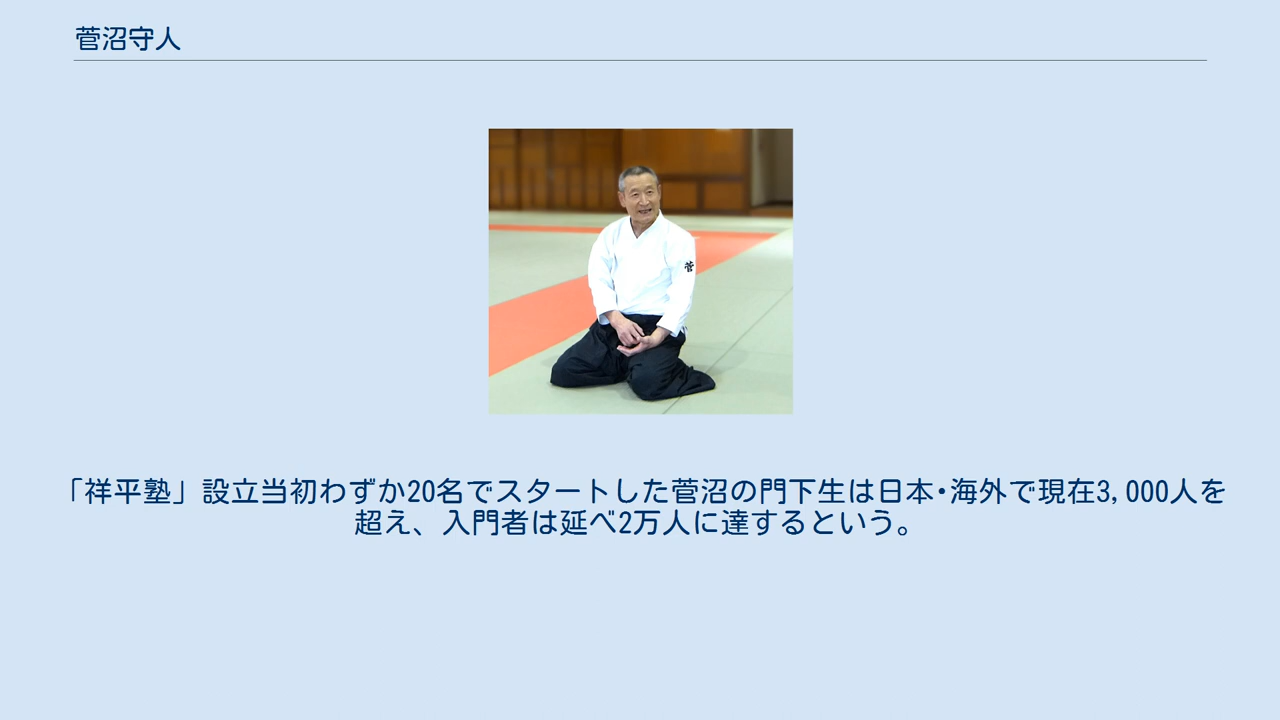 菅沼守人
菅
「祥平塾」設立当初わずか20名でスタートした菅沼の門下生は日本･海外で現在3,000人を
超え、入門者は延べ2万人に達するという。